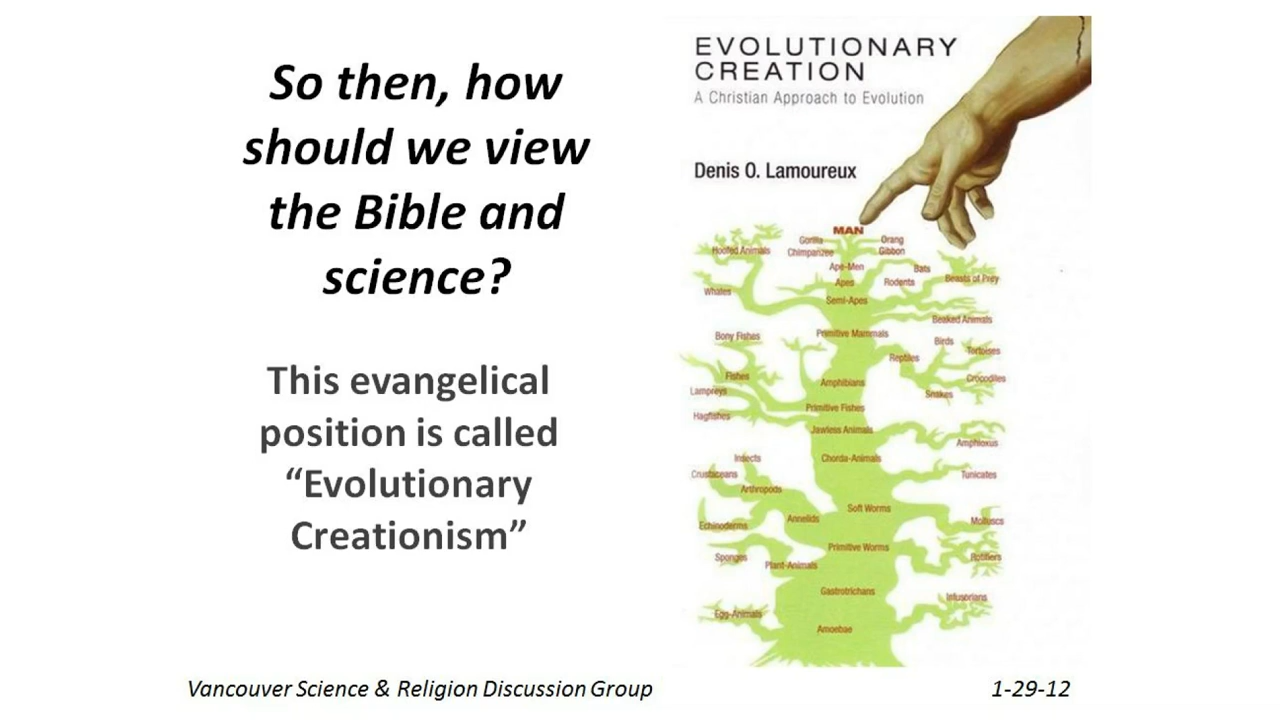 So then, how
should we view
the Bible and
science?
This evangelical
position is called
“Evolutionary
Creationism”
EVOLUTIONARY
CREATION
A Christian Approach to Evolution
Denis O. Lamoureux
MAN
Gorilla
Orang
Hoofed Animals
Chimpanzee
Gibbon
Ape-Men
Bats
Apes
Rodents
Beasts of Prey
Whales
Semi-Apes
Beaked Animals
Bony Fishes
Primitive Mammals
Birds
Reptiles
Tortoises
Fishes
Amphibians
Crocodiles
Lampreys
Snakes
Primitive Fishes
Hagfishes
Jawless Animals
Amphioxus
Insects
Chorda-Animals
Crustaceans
Tunicates
Arthropods
Soft Worms
Annelids
Molluscs
Echinoderms
Primitive Worms
Sponges
Rotifiers
Plant-Animals
Gastrotrichans
Infusorians
Egg-Animals
Amoebae
Vancouver Science & Religion Discussion Group
1-29-12